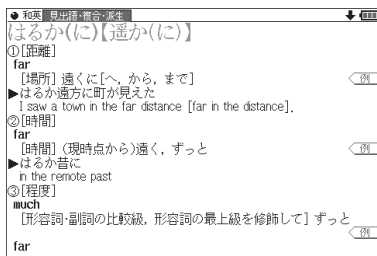 和英 見出語・複合・派生
はるか(に)【遥か(に)】
①[距離]
far
[場所] 遠くに[へ, から, まで]
例
▶はるか遠方に町が見えた
I saw a town in the far distance [far in the distance].
②[時間]
far
[時間] (現時点から)遠く, ずっと
例
▶はるか昔に
in the remote past
③[程度]
much
[形容詞・副詞の比較級, 形容詞の最上級を修飾して] ずっと
例
far